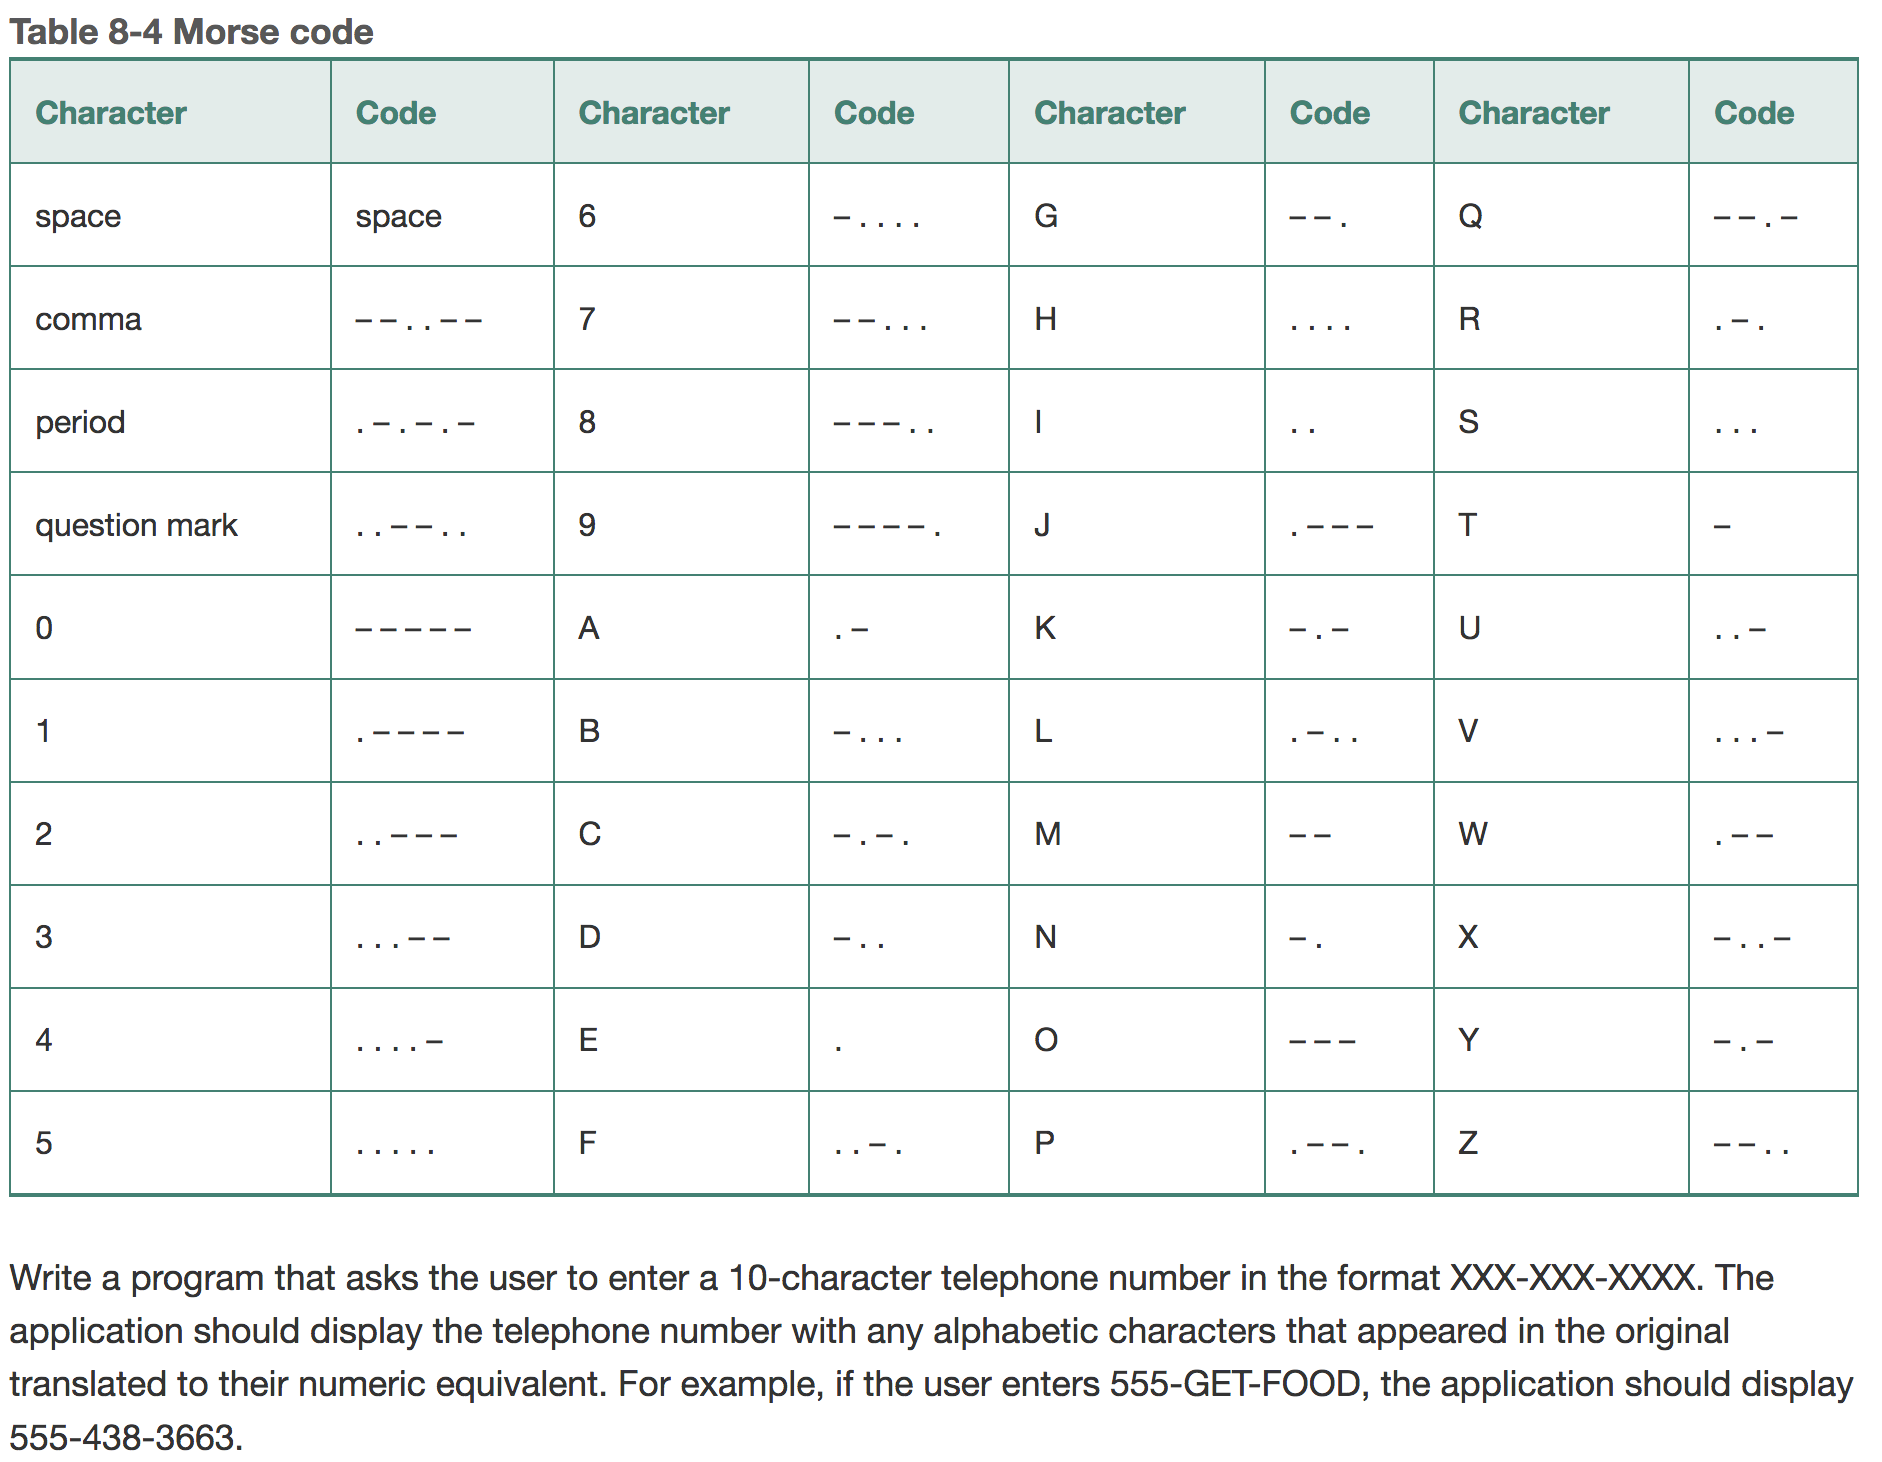 Table 8-4 Morse code
Character Code Character Code Character Code Character Code
space space 6 – . . . . G – – . Q – – . –
comma – – . . – – 7 – – . . . H . . . . R . – .
period . – . – . – 8 – – – . . I . . S . . .
question mark . . – – . . 9 – – – – . J . – – – T –
0 – – – – – A . – K – . – U . . –
1 . – – – – B – . . . L . – . . V . . . –
2 . . – – – C – . – . M – – W . – –
3 . . . – – D – . . N – . X – . . –
4 . . . . – E . O – – – Y – . –
5 . . . . . F . . – . P . – – . Z – – . .
Write a program that asks the user to enter a 10-character telephone number in the format XXX-XXX-XXXX. The
application should display the telephone number with any alphabetic characters that appeared in the original
translated to their numeric equivalent. For example, if the user enters 555-GET-FOOD, the application should display
555-438-3663.